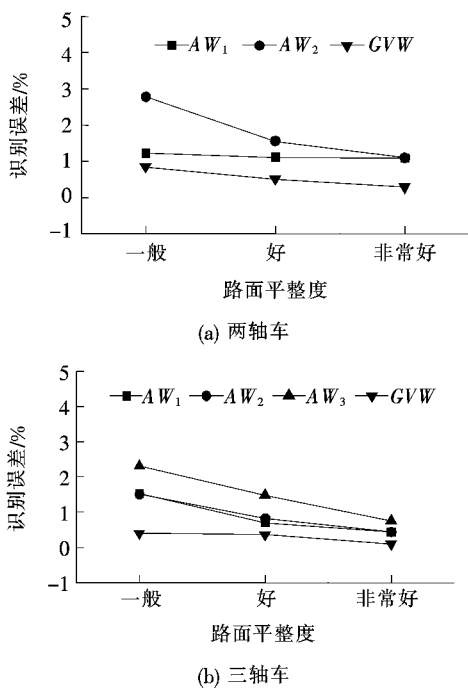 5
AW₁ AW₂ GVW
4
3
2
1
0
-1
识别误差/%
一般 好 非常好
路面平整度
(a) 两轴车
5
AW₁ AW₂ AW₃ GVW
4
3
2
1
0
-1
识别误差/%
一般 好 非常好
路面平整度
(b) 三轴车